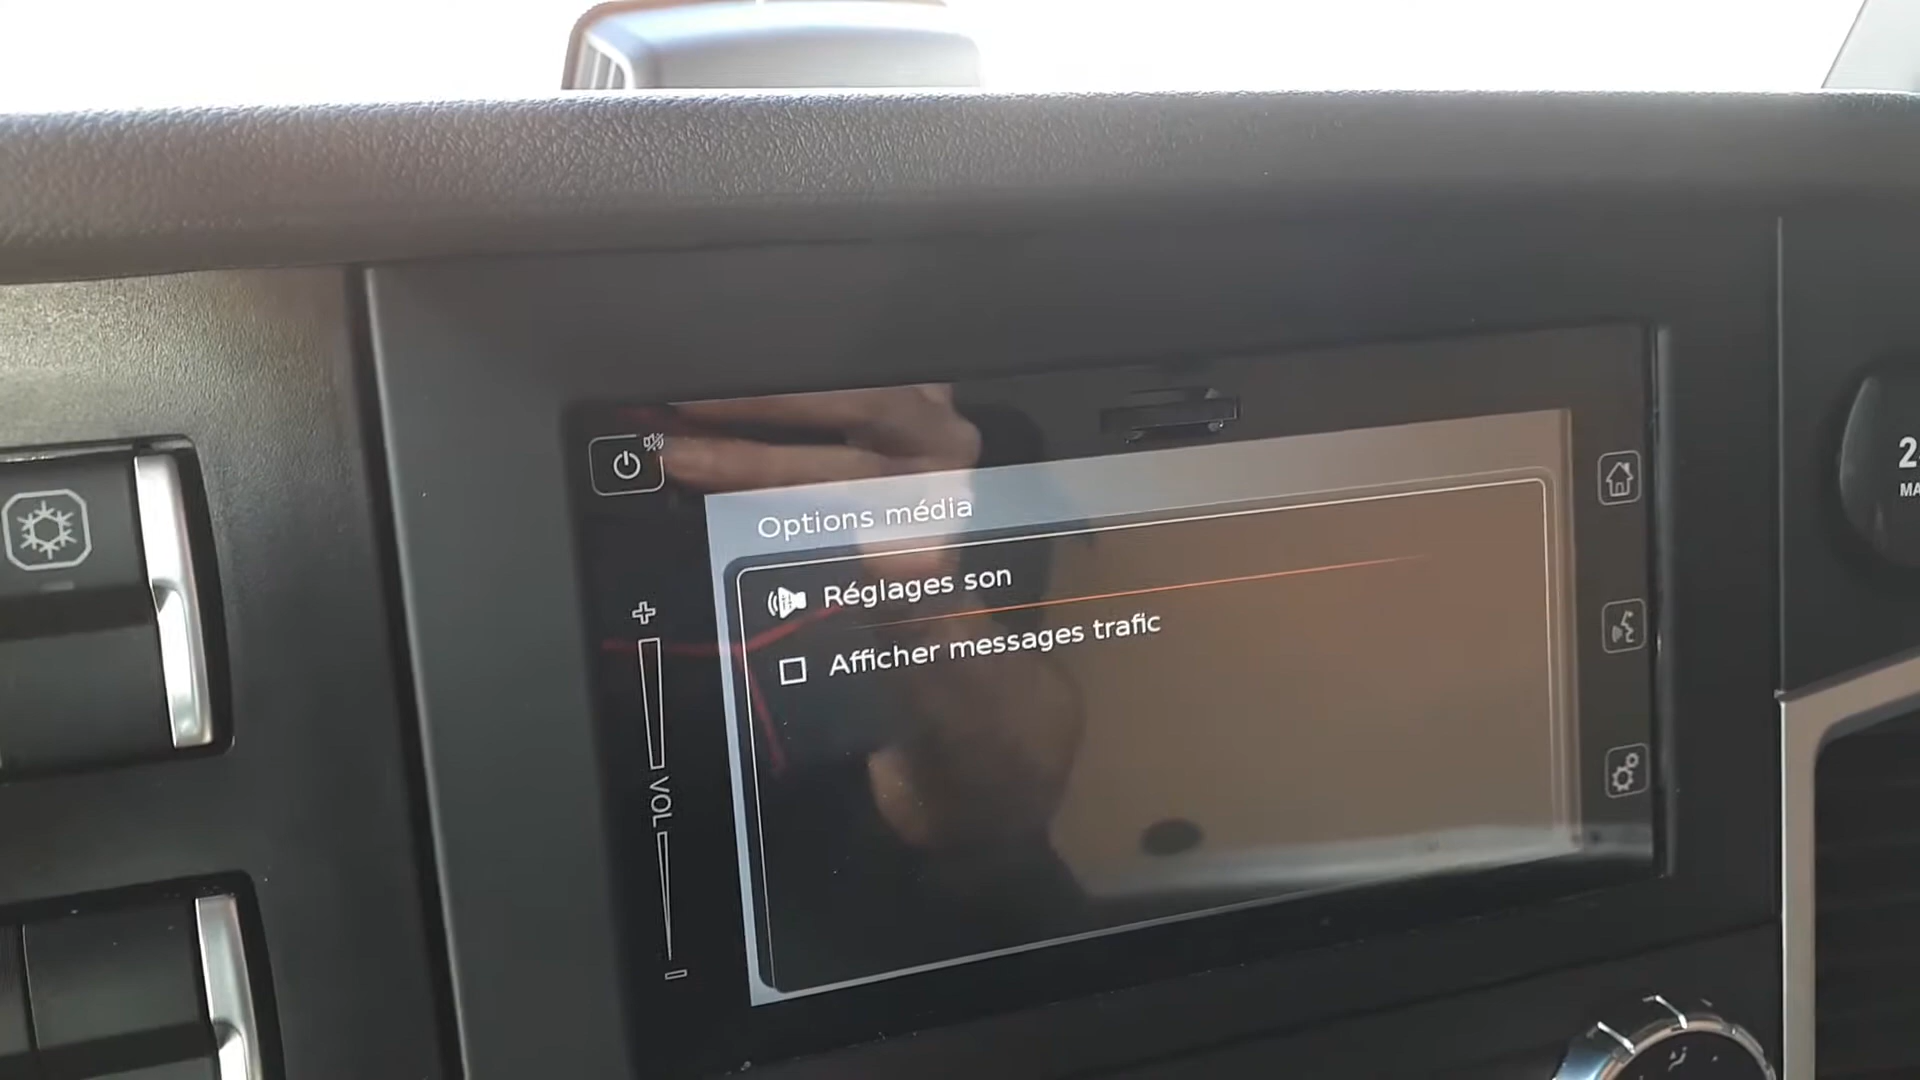 Options média
Réglages son
Afficher messages trafic
VOL